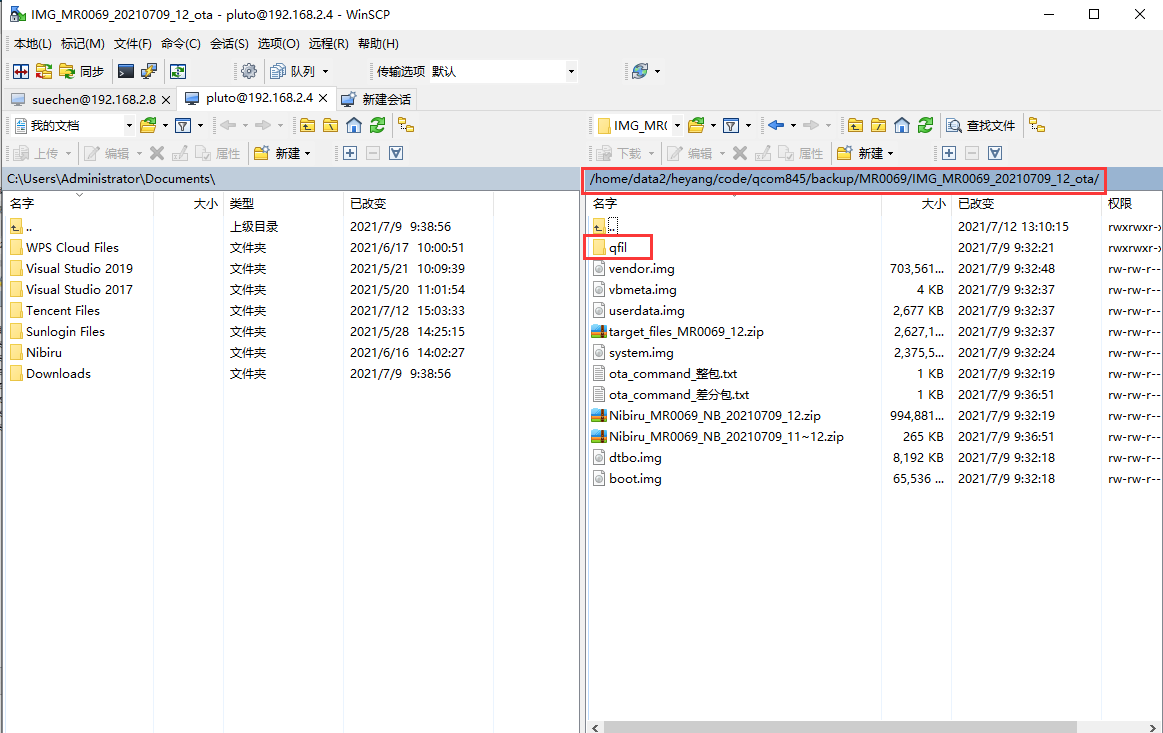 IMG_MR0069_20210709_12_ota - pluto@192.168.2.4 - WinSCP
本地(L) 标记(M) 文件(F) 命令(C) 会话(S) 选项(O) 远程(R) 帮助(H)
同步 队列 传输选项 默认
suechen@192.168.2.8 pluto@192.168.2.4 新建会话
我的文档 IMG_MR( 查找文件
上传 编辑 属性 新建 下载 编辑 属性 新建
C:\Users\Administrator\Documents\ /home/data2/heyang/code/qcom845/backup/MR0069/IMG_MR0069_20210709_12_ota/
名字 大小 类型 已改变
.. 上级目录 2021/7/9 9:38:56
WPS Cloud Files 文件夹 2021/6/17 10:00:51
Visual Studio 2019 文件夹 2021/5/21 10:09:39
Visual Studio 2017 文件夹 2021/5/20 11:01:54
Tencent Files 文件夹 2021/7/12 15:03:33
Sunlogin Files 文件夹 2021/5/28 14:25:15
Nibiru 文件夹 2021/6/16 14:02:27
Downloads 文件夹 2021/7/9 9:38:56
名字 大小 已改变 权限
.. 2021/7/12 13:10:15 rwxrwxr-x
qfil 2021/7/9 9:32:21 rwxrwxr-x
vendor.img 703,561... 2021/7/9 9:32:48 rw-rw-r--
vbmeta.img 4 KB 2021/7/9 9:32:37 rw-rw-r--
userdata.img 2,677 KB 2021/7/9 9:32:37 rw-rw-r--
target_files_MR0069_12.zip 2,627,1... 2021/7/9 9:32:37 rw-rw-r--
system.img 2,375,5... 2021/7/9 9:32:24 rw-rw-r--
ota_command_整包.txt 1 KB 2021/7/9 9:32:19 rw-rw-r--
ota_command_差分包.txt 1 KB 2021/7/9 9:36:51 rw-rw-r--
Nibiru_MR0069_NB_20210709_12.zip 994,881... 2021/7/9 9:32:19 rw-rw-r--
Nibiru_MR0069_NB_20210709_11~12.zip 265 KB 2021/7/9 9:36:51 rw-rw-r--
dtbo.img 8,192 KB 2021/7/9 9:32:18 rw-rw-r--
boot.img 65,536 ... 2021/7/9 9:32:18 rw-rw-r--